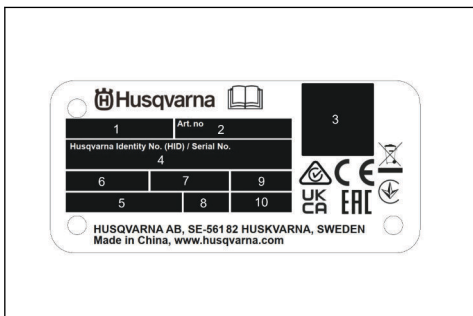 Husqvarna
1
Art. no 2
3
Husqvarna Identity No. (HID) / Serial No.
4
6 7 9
5 8 10
CE
UK
CA EAC
HUSQVARNA AB, SE-561 82 HUSKVARNA, SWEDEN
Made in China, www.husqvarna.com